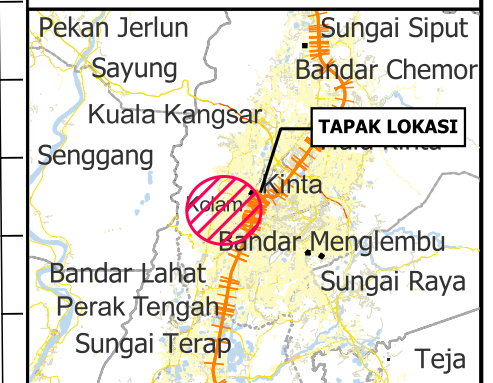 Pekan Jerlun
Sungai Siput
Sayung
Bandar Chemor
Kuala Kangsar
TAPAK LOKASI
Senggang
Kinta
Kolam
Bandar Menglembu
Bandar Lahat
Sungai Raya
Perak Tengah
Sungai Terap
Teja